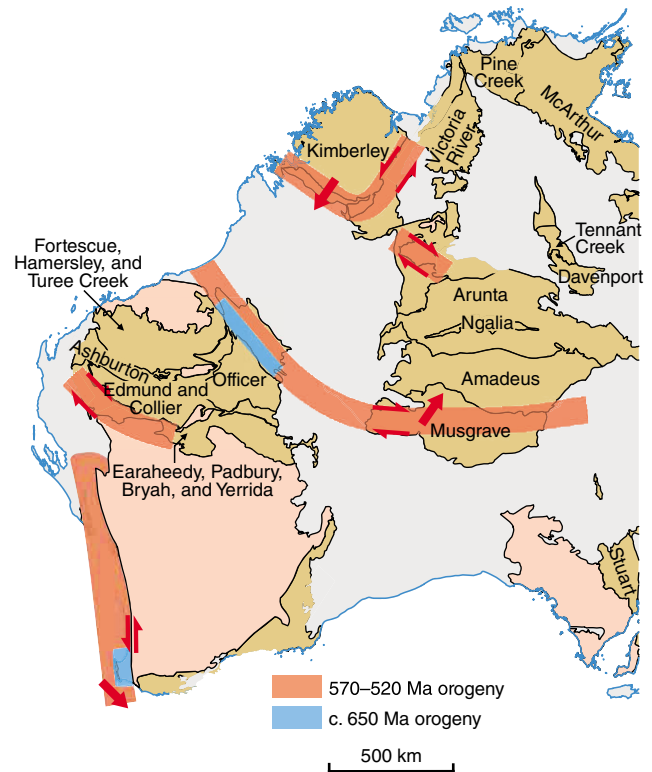 Pine
Creek
McArthur
Victoria
River
Kimberley
Tennant
Creek
Davenport
Fortescue,
Hamersley, and
Turee Creek
Arunta
Ngalia
Ashburton
Officer
Edmund and
Collier
Amadeus
Musgrave
Earaheedy, Padbury,
Bryah, and Yerrida
Stuart
570–520 Ma orogeny
c. 650 Ma orogeny
500 km